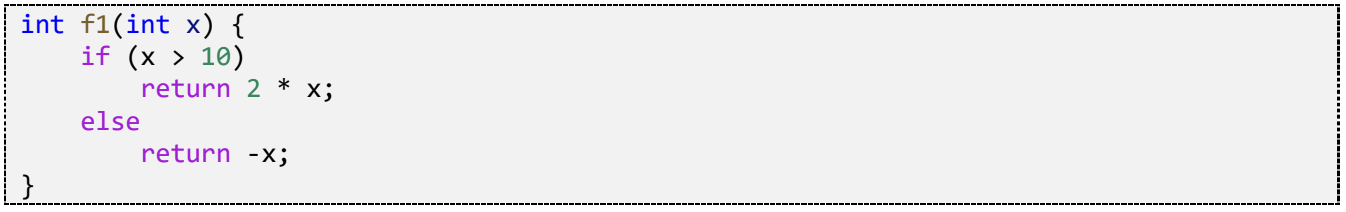 int f1(int x) {
    if (x > 10)
        return 2 * x;
    else
        return -x;
}